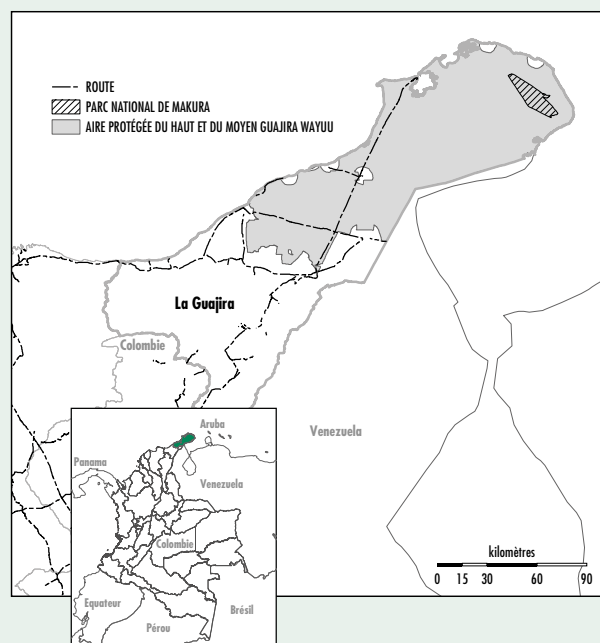 ROUTE
PARC NATIONAL DE MAKURA
AIRE PROTÉGÉE DU HAUT ET DU MOYEN GUAJIRA WAYUU
La Guajira
Colombie
Venezuela
Aruba
Panama
Venezuela
Colombie
Equateur
Brésil
Pérou
kilomètres
0 15 30 60 90